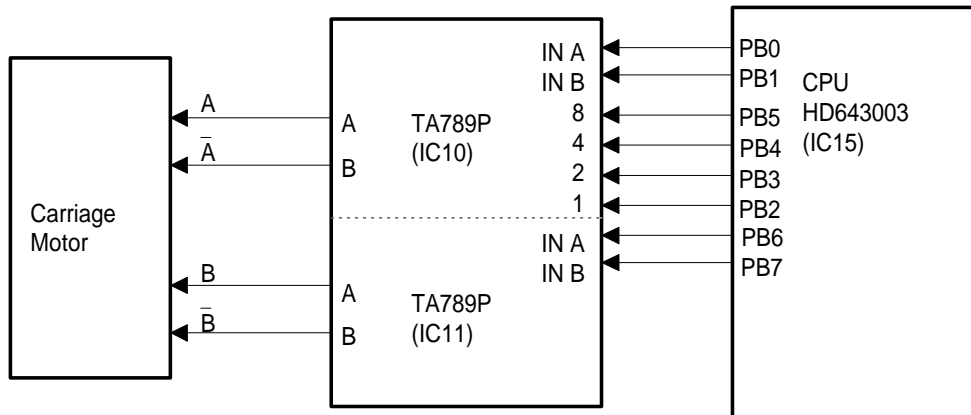 Carriage
Motor
A
A̅
B
B̅
A
B
TA789P
(IC10)
A
B
TA789P
(IC11)
IN A
IN B
8
4
2
1
IN A
IN B
PB0
PB1
PB5
PB4
PB3
PB2
PB6
PB7
CPU
HD643003
(IC15)